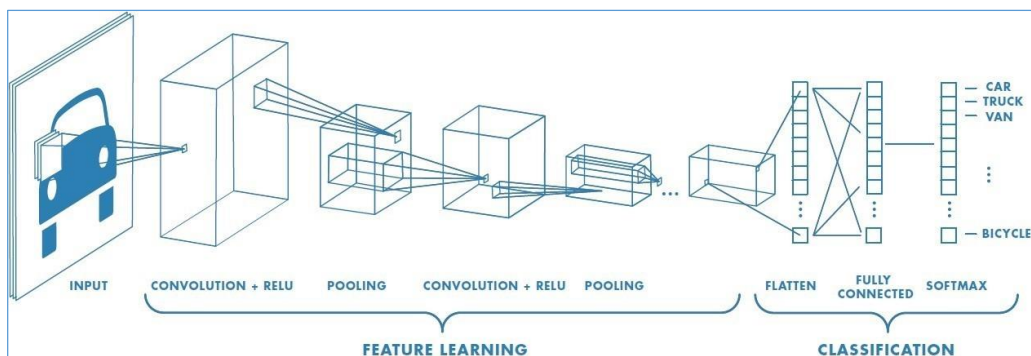 CAR
TRUCK
VAN
BICYCLE
INPUT
CONVOLUTION + RELU
POOLING
CONVOLUTION + RELU
POOLING
FLATTEN
FULLY
CONNECTED
SOFTMAX
FEATURE LEARNING
CLASSIFICATION